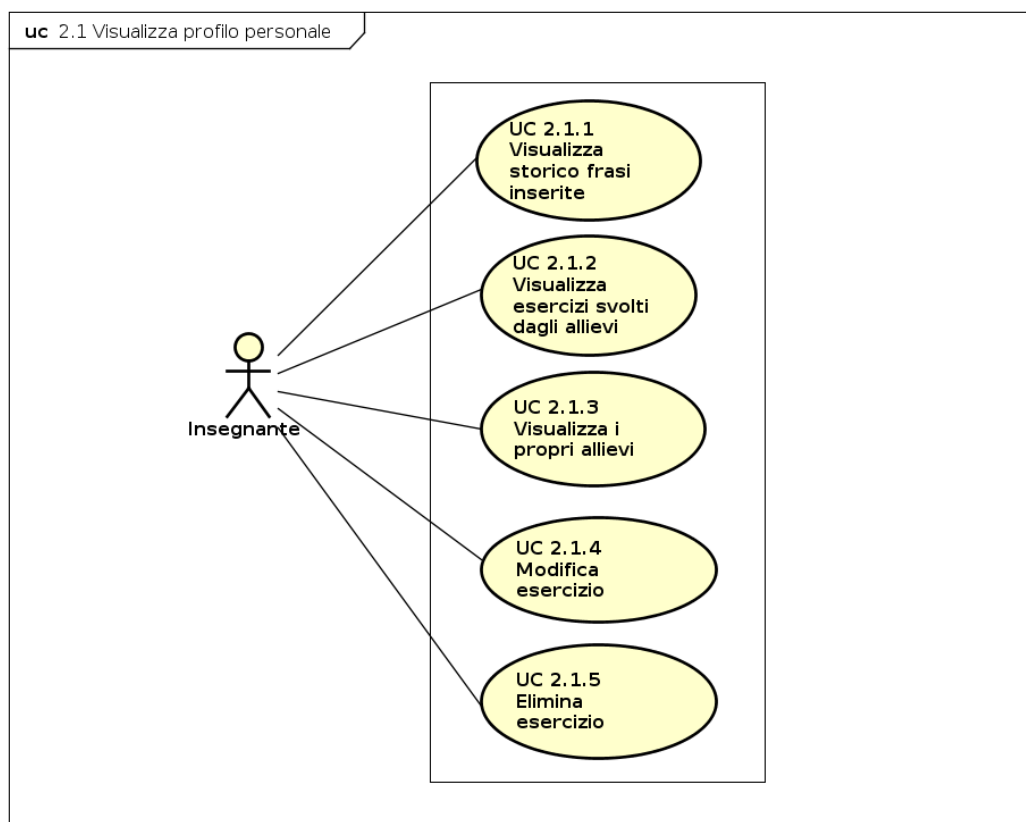 uc 2.1 Visualizza profilo personale
UC 2.1.1
Visualizza
storico frasi
inserite
UC 2.1.2
Visualizza
esercizi svolti
dagli allievi
UC 2.1.3
Visualizza i
propri allievi
Insegnante
UC 2.1.4
Modifica
esercizio
UC 2.1.5
Elimina
esercizio